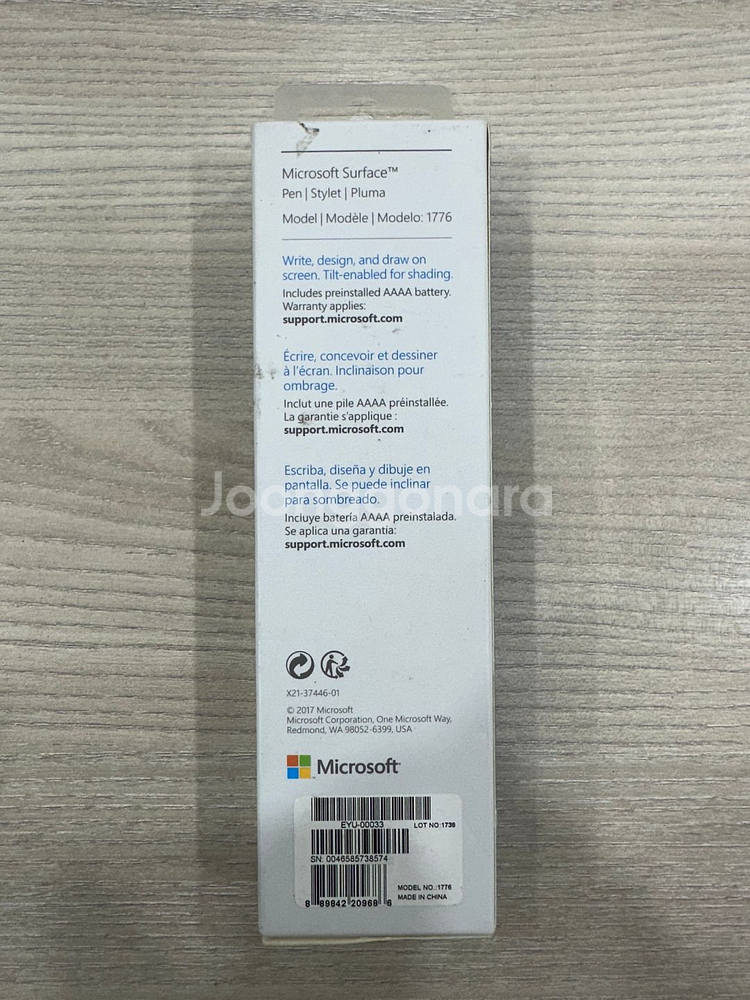 Microsoft Surface™
Pen | Stylet | Pluma
Model | Modèle | Modelo: 1776
Write, design, and draw on
screen. Tilt-enabled for shading.
Includes preinstalled AAAA battery.
Warranty applies:
support.microsoft.com
Écrire, concevoir et dessiner
à l'écran. Inclinaison pour
ombrage.
Inclut une pile AAAA préinstallée.
La garantie s'applique :
support.microsoft.com
Escriba, diseña y dibuje en
pantalla. Se puede inclinar
para sombreado.
Incluye batería AAAA preinstalada.
Se aplica una garantía:
support.microsoft.com
X21-37446-01
© 2017 Microsoft
Microsoft Corporation, One Microsoft Way,
Redmond, WA 98052-6399, USA
Microsoft
EYU-00033
LOT NO:1739
SN: 0046585738574
MODEL NO.:1776
MADE IN CHINA
8 89842 20968 6